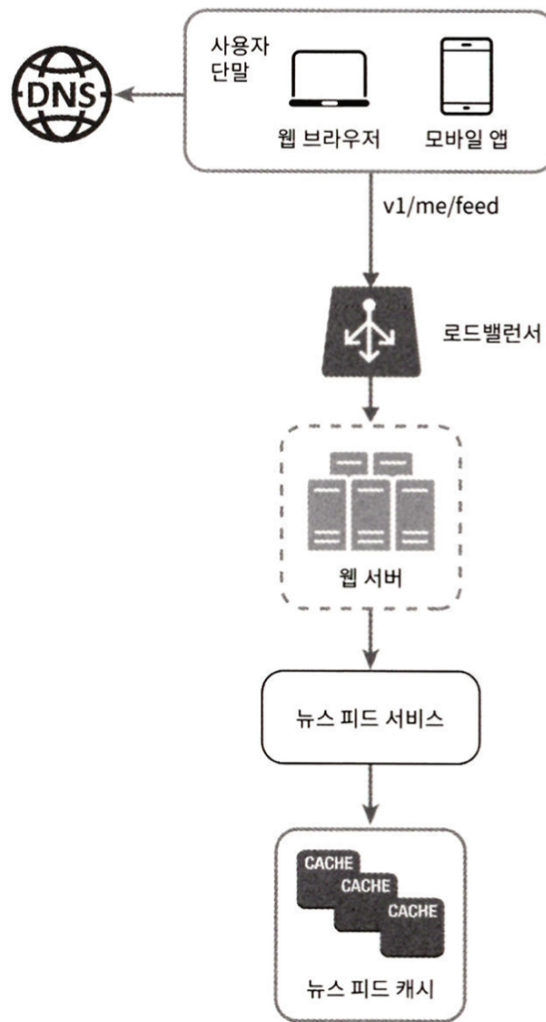 사용자
단말
DNS
웹 브라우저
모바일 앱
v1/me/feed
로드밸런서
웹 서버
뉴스 피드 서비스
CACHE
CACHE
CACHE
뉴스 피드 캐시